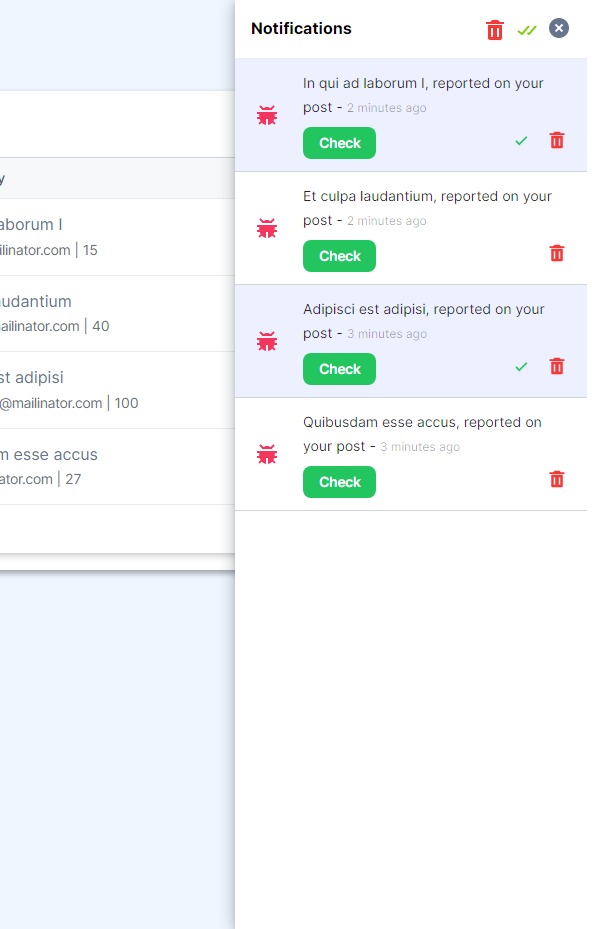 Notifications
In qui ad laborum I, reported on your
post - 2 minutes ago
Check
Et culpa laudantium, reported on your
post - 2 minutes ago
Check
Adipisci est adipisi, reported on your
post - 3 minutes ago
Check
Quibusdam esse accus, reported on
your post - 3 minutes ago
Check
y
aborum I
ilinator.com | 15
udantium
ailinator.com | 40
st adipisi
@mailinator.com | 100
m esse accus
ator.com | 27